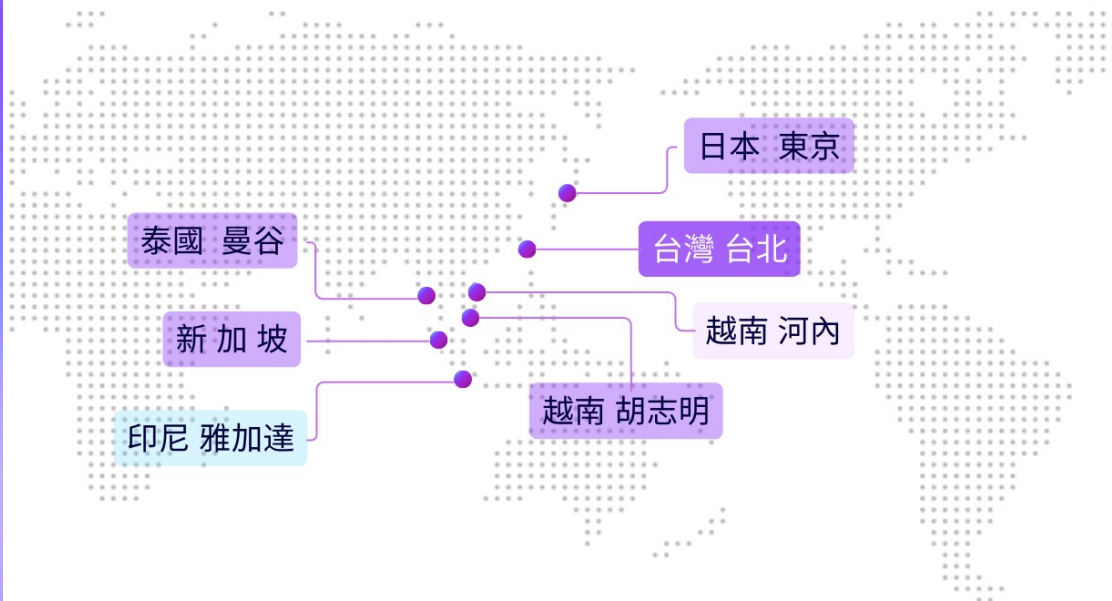 日本 東京
泰國 曼谷
台灣 台北
越南 河內
新 加 坡
越南 胡志明
印尼 雅加達